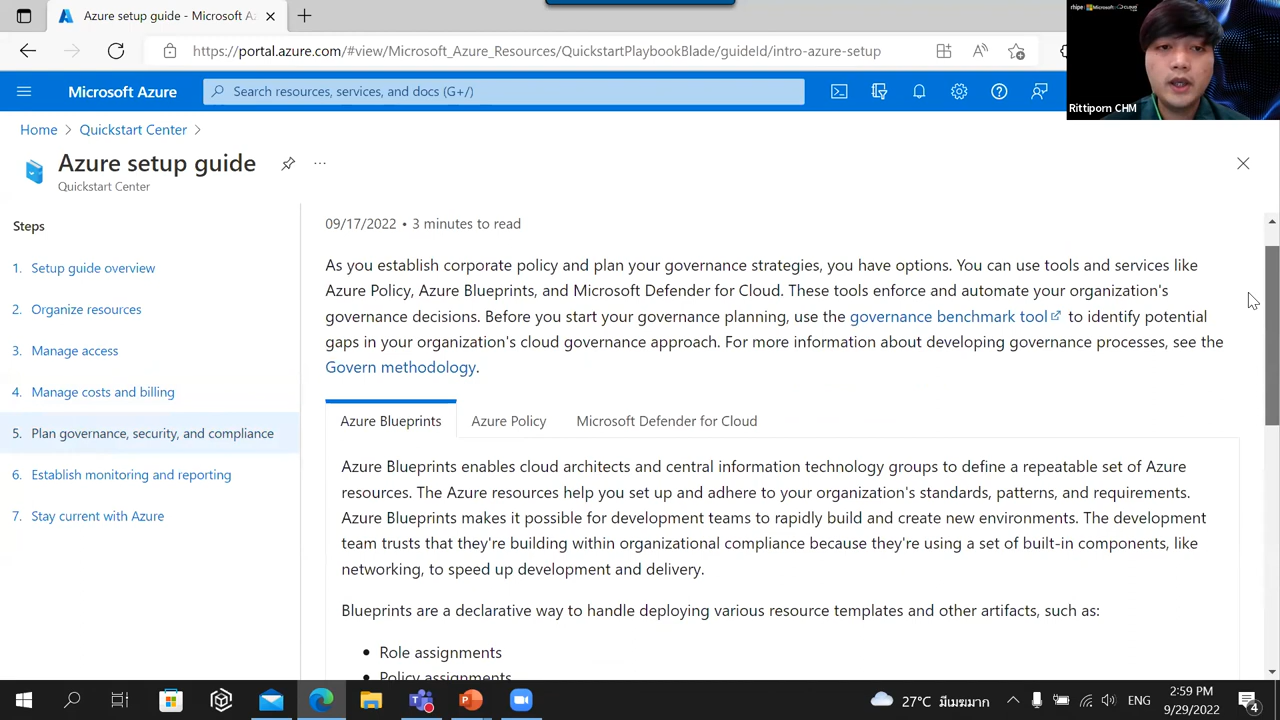 Azure setup guide - Microsoft Az
https://portal.azure.com/#view/Microsoft_Azure_Resources/QuickstartPlaybookBlade/guideId/intro-azure-setup
rhipe Microsoft CLOUD
Microsoft Azure
Search resources, services, and docs (G+/)
Rittiporn CHM
Home > Quickstart Center >
Azure setup guide
Quickstart Center
Steps
1. Setup guide overview
2. Organize resources
3. Manage access
4. Manage costs and billing
5. Plan governance, security, and compliance
6. Establish monitoring and reporting
7. Stay current with Azure
09/17/2022 • 3 minutes to read
As you establish corporate policy and plan your governance strategies, you have options. You can use tools and services like
Azure Policy, Azure Blueprints, and Microsoft Defender for Cloud. These tools enforce and automate your organization's
governance decisions. Before you start your governance planning, use the governance benchmark tool to identify potential
gaps in your organization's cloud governance approach. For more information about developing governance processes, see the
Govern methodology.
Azure Blueprints Azure Policy Microsoft Defender for Cloud
Azure Blueprints enables cloud architects and central information technology groups to define a repeatable set of Azure
resources. The Azure resources help you set up and adhere to your organization's standards, patterns, and requirements.
Azure Blueprints makes it possible for development teams to rapidly build and create new environments. The development
team trusts that they're building within organizational compliance because they're using a set of built-in components, like
networking, to speed up development and delivery.
Blueprints are a declarative way to handle deploying various resource templates and other artifacts, such as:
• Role assignments
• Policy assignments
27°C มีเมฆมาก
ENG
2:59 PM
9/29/2022
4